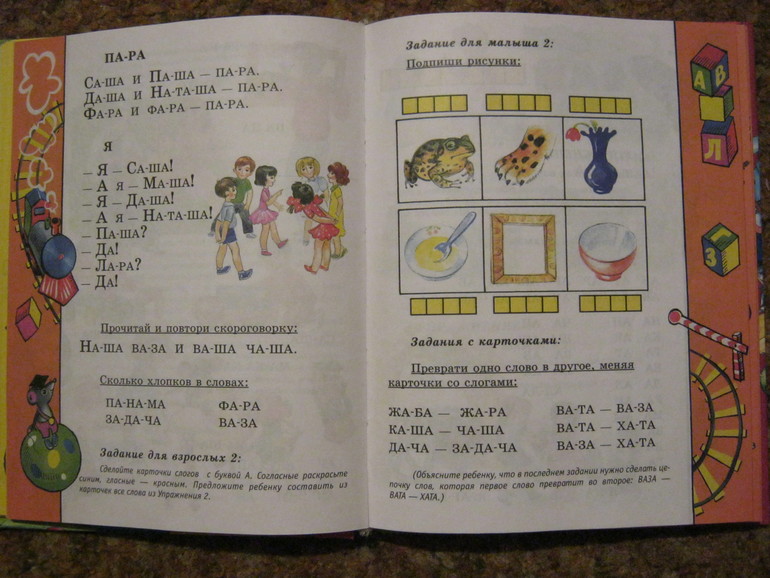 ПА-РА
СА-ША И ПА-ША — ПА-РА.
ДА-ША И НА-ТА-ША — ПА-РА.
ФА-РА И ФА-РА — ПА-РА.
Я
— Я — СА-ША!
— А Я — МА-ША!
— Я — ДА-ША!
— А Я — НА-ТА-ША!
— ПА-ША?
— ДА!
— ЛА-РА?
— ДА!
Прочитай и повтори скороговорку:
НА-ША ВА-ЗА И ВА-ША ЧА-ША.
Сколько хлопков в словах:
ПА-НА-МА ФА-РА
ЗА-ДА-ЧА ВА-ЗА
Задание для взрослых 2:
Сделайте карточки слогов с буквой А. Согласные раскрасьте
синим, гласные — красным. Предложите ребенку составить из
карточек все слова из Упражнения 2.
Задание для малыша 2:
Подпиши рисунки:
Задания с карточками:
Преврати одно слово в другое, меняя
карточки со слогами:
ЖА-БА — ЖА-РА ВА-ТА — ВА-ЗА
КА-ША — ЧА-ША ВА-ТА — ХА-ТА
ДА-ЧА — ЗА-ДА-ЧА ВА-ЗА — ХА-ТА
(Объясните ребенку, что в последнем задании нужно сделать це-
почку слов, которая первое слово превратит во второе: ВАЗА —
ВАТА — ХАТА.)
А В
Л
З